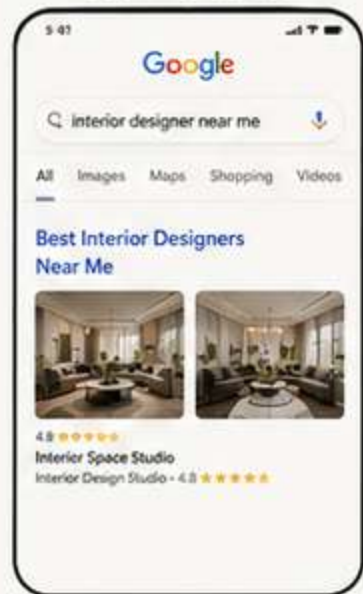 5:07
Google
interior designer near me
All Images Maps Shopping Videos
Best Interior Designers
Near Me
4.8
Interior Space Studio
Interior Design Studio - 4.8